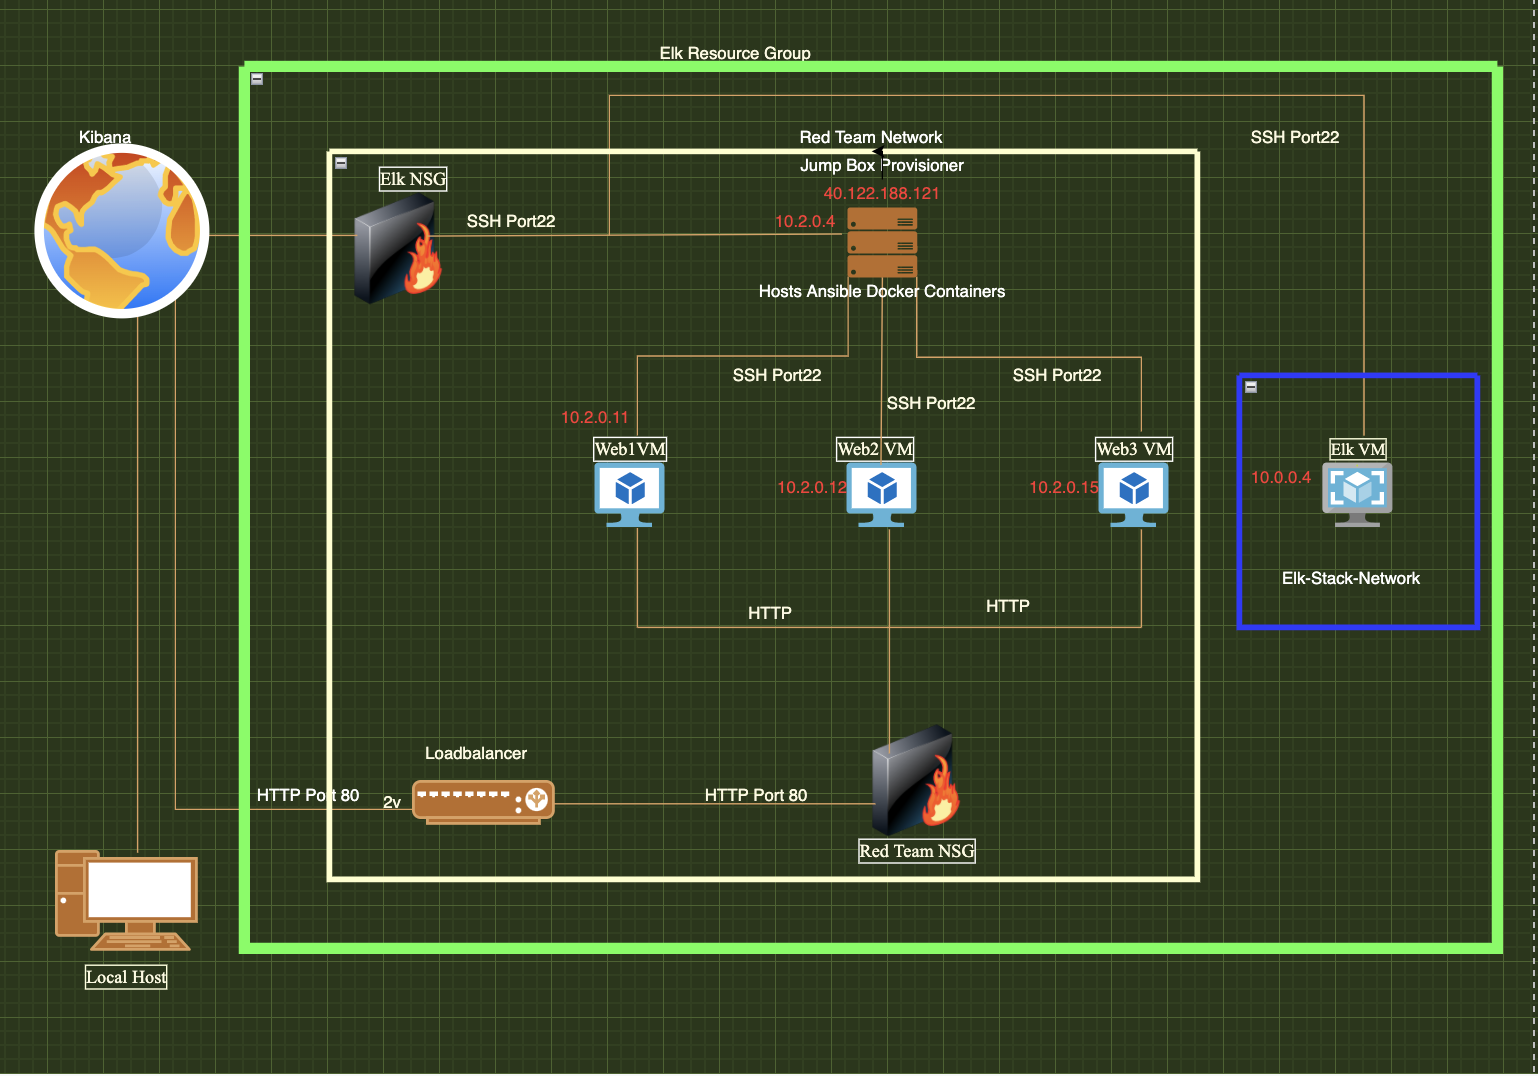 Elk Resource Group
Kibana
Red Team Network
SSH Port22
Jump Box Provisioner
Elk NSG
40.122.188.121
SSH Port22
10.2.0.4
Hosts Ansible Docker Containers
SSH Port22
SSH Port22
SSH Port22
10.2.0.11
Web1VM
Web2 VM
Web3 VM
Elk VM
10.2.0.12
10.2.0.15
10.0.0.4
Elk-Stack-Network
HTTP
HTTP
Loadbalancer
HTTP Port 80
2v
HTTP Port 80
Red Team NSG
Local Host